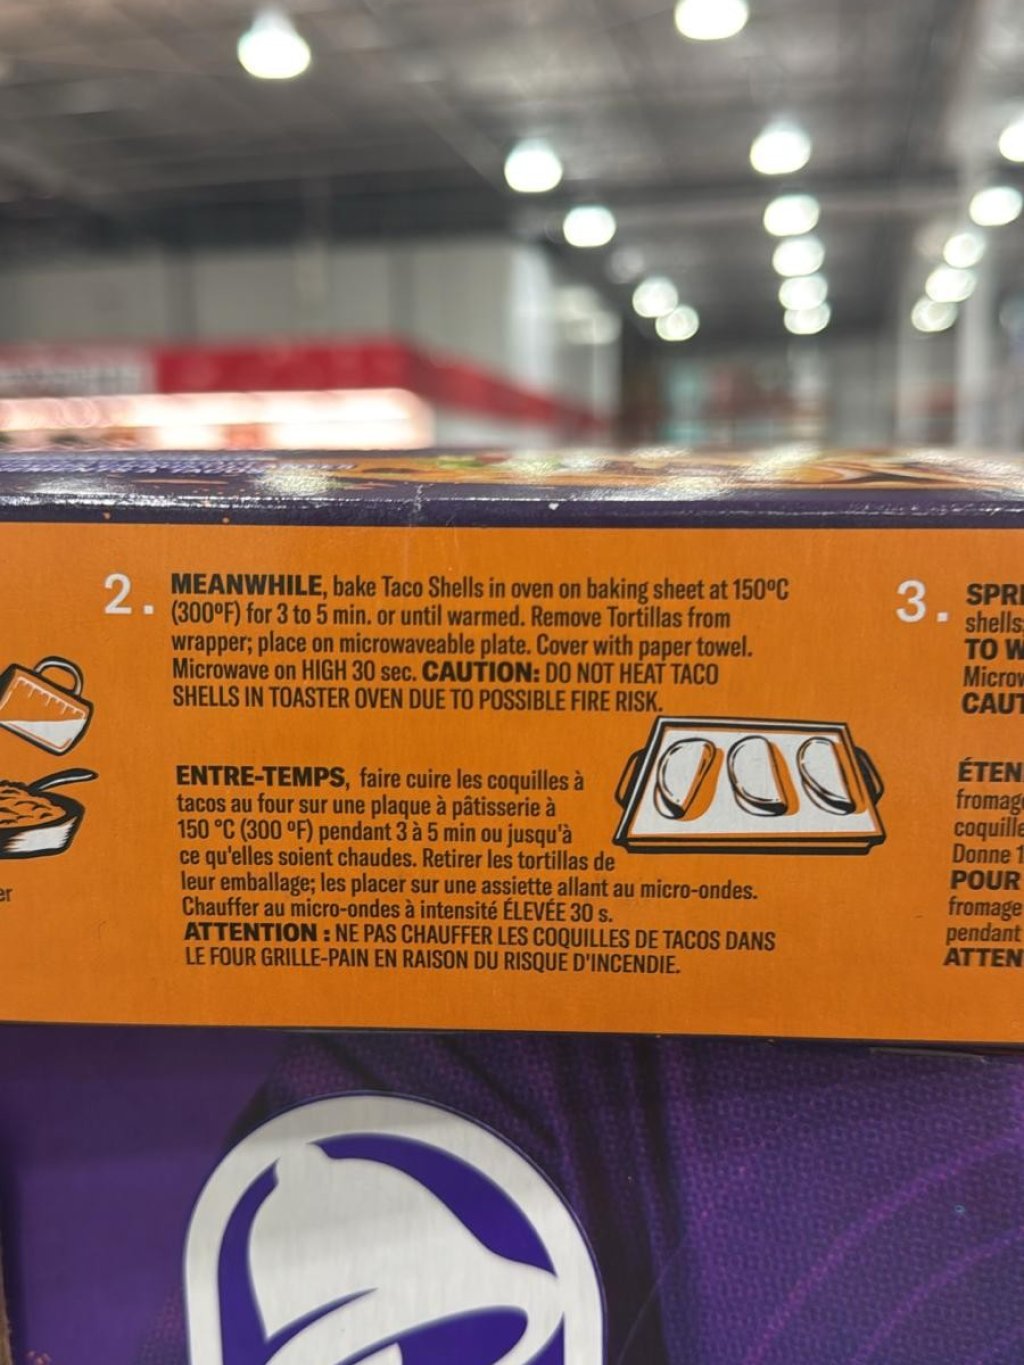 2.
MEANWHILE, bake Taco Shells in oven on baking sheet at 150ºC
(300ºF) for 3 to 5 min. or until warmed. Remove Tortillas from
wrapper; place on microwaveable plate. Cover with paper towel.
Microwave on HIGH 30 sec. CAUTION: DO NOT HEAT TACO
SHELLS IN TOASTER OVEN DUE TO POSSIBLE FIRE RISK.
ENTRE-TEMPS, faire cuire les coquilles à
tacos au four sur une plaque à pâtisserie à
150 °C (300 ºF) pendant 3 à 5 min ou jusqu'à
ce qu'elles soient chaudes. Retirer les tortillas de
leur emballage; les placer sur une assiette allant au micro-ondes.
Chauffer au micro-ondes à intensité ÉLEVÉE 30 s.
ATTENTION : NE PAS CHAUFFER LES COQUILLES DE TACOS DANS
LE FOUR GRILLE-PAIN EN RAISON DU RISQUE D'INCENDIE.
3.
shells
TO
POUR
pendant